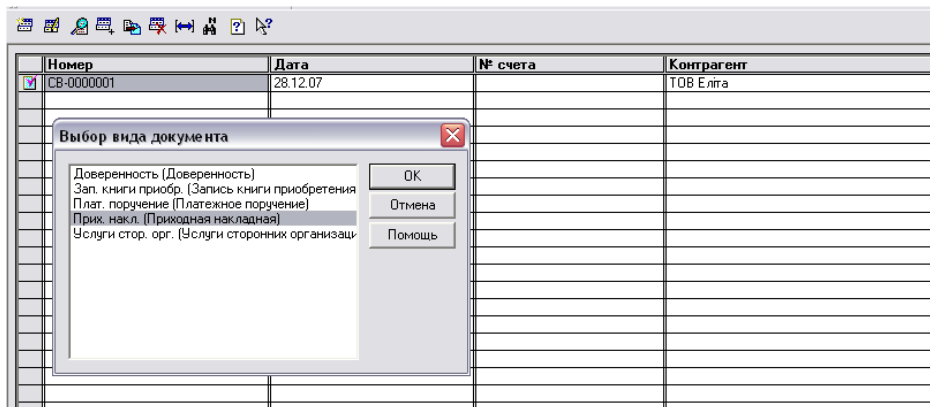 Номер Дата № счета Контрагент
СВ-0000001 28.12.07 ТОВ Еліта
Выбор вида документа
Доверенность (Доверенность)
Зап. книги приобр. (Запись книги приобретения
Плат. поручение (Платежное поручение)
Прих. накл. (Приходная накладная)
Услуги стор. орг. (Услуги сторонних организаци
OK
Отмена
Помощь